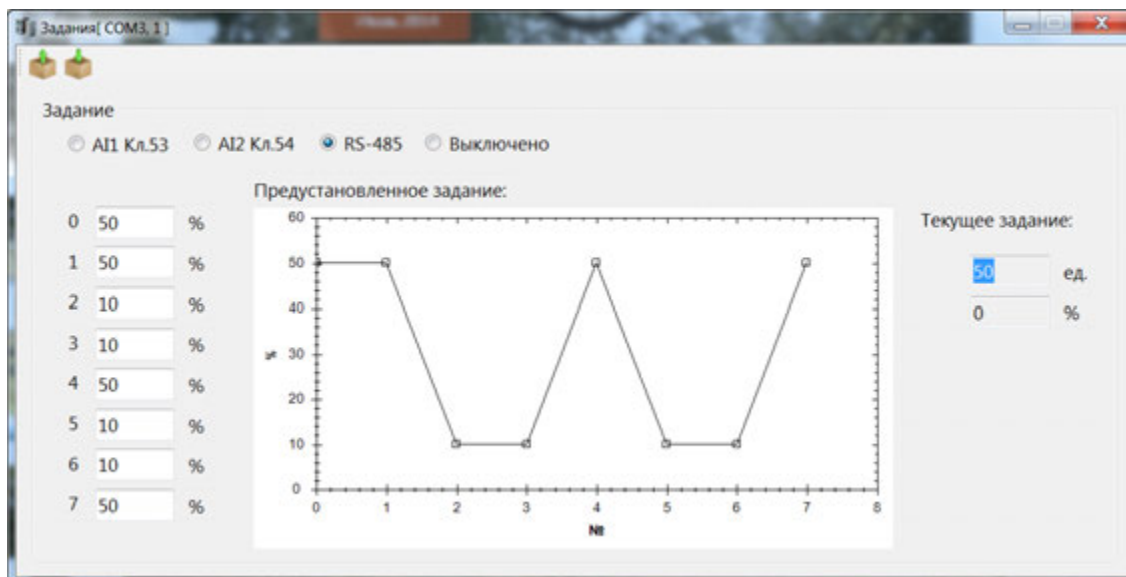 Задания[ COM3, 1 ]
Задание
AI1 Кл.53 AI2 Кл.54 RS-485 Выключено
Предустановленное задание:
Текущее задание:
0 50 %
1 50 %
2 10 %
3 10 %
4 50 %
5 10 %
6 10 %
7 50 %
60
50
40
30
20
10
0
%
0 1 2 3 4 5 6 7 8
№
50 ед.
0 %